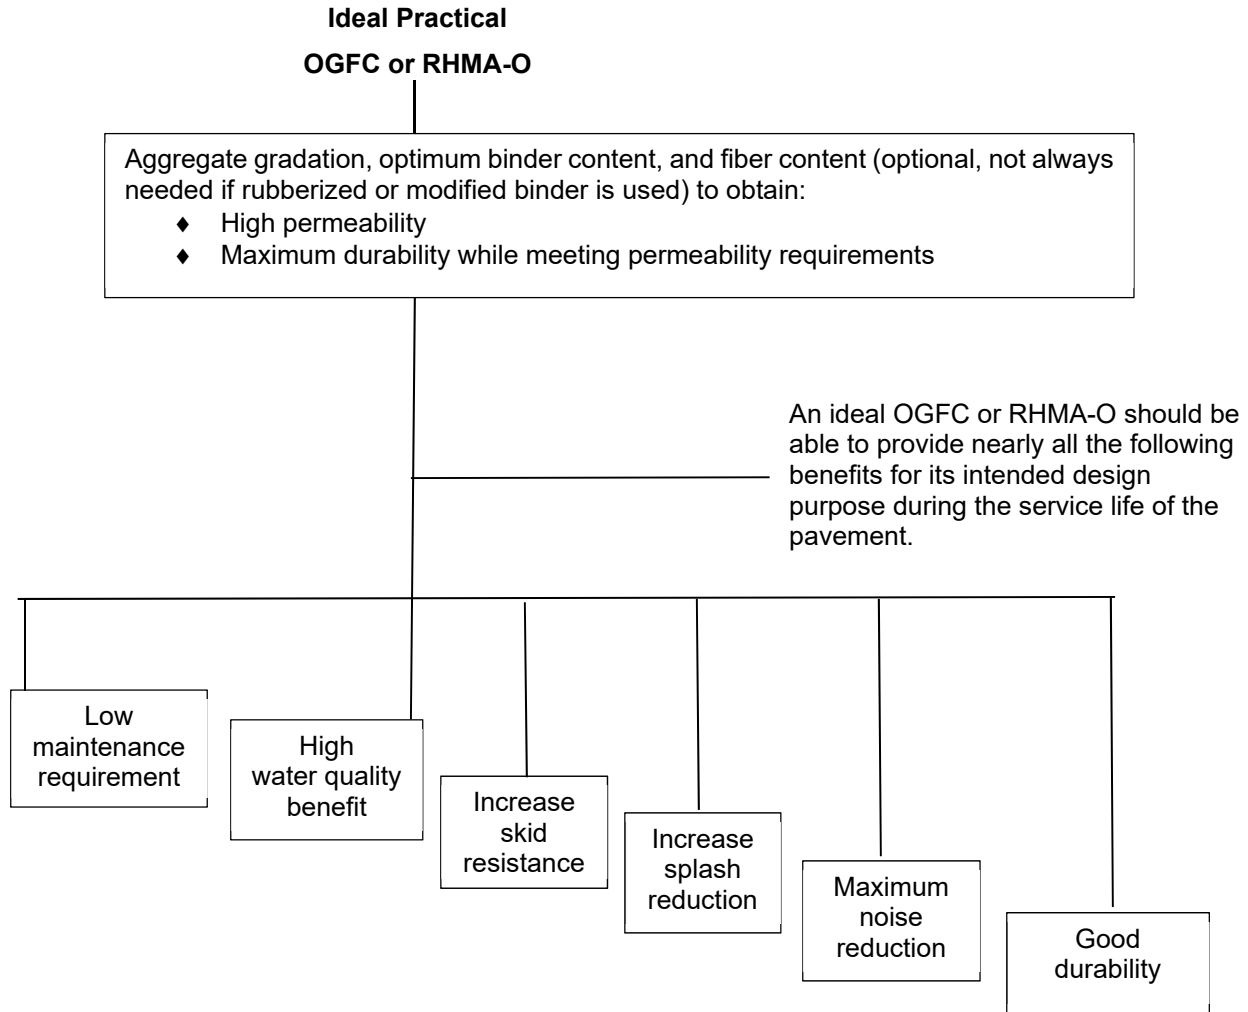 Ideal Practical
OGFC or RHMA-O
Aggregate gradation, optimum binder content, and fiber content (optional, not always
needed if rubberized or modified binder is used) to obtain:
♦ High permeability
♦ Maximum durability while meeting permeability requirements
An ideal OGFC or RHMA-O should be
able to provide nearly all the following
benefits for its intended design
purpose during the service life of the
pavement.
Low
maintenance
requirement
High
water quality
benefit
Increase
skid
resistance
Increase
splash
reduction
Maximum
noise
reduction
Good
durability